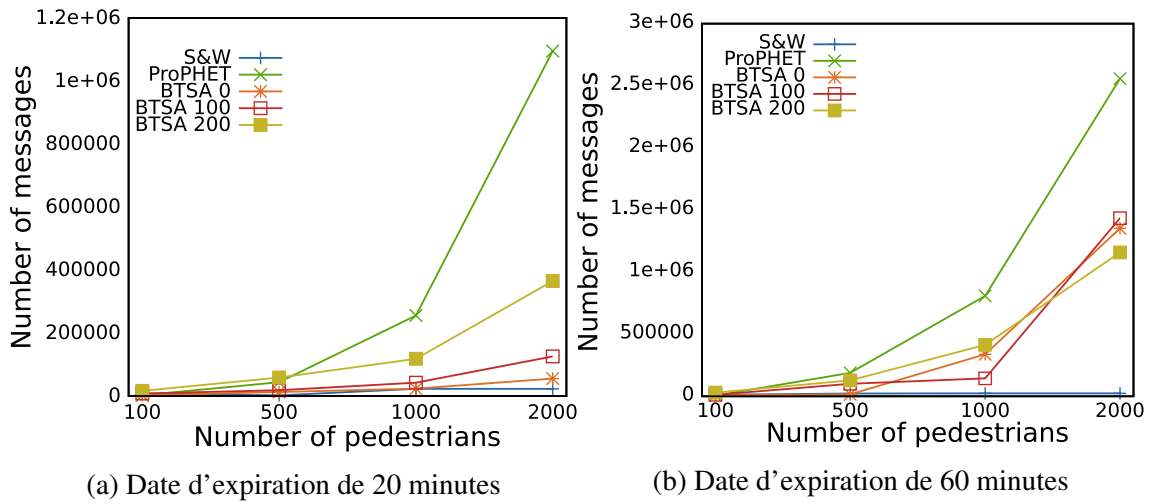 1.2e+06
1e+06
800000
600000
400000
200000
0
Number of messages
S&W
ProPHET
BTSA 0
BTSA 100
BTSA 200
100 500 1000 2000
Number of pedestrians
(a) Date d'expiration de 20 minutes
3e+06
2.5e+06
2e+06
1.5e+06
1e+06
500000
0
Number of messages
S&W
ProPHET
BTSA 0
BTSA 100
BTSA 200
100 500 1000 2000
Number of pedestrians
(b) Date d'expiration de 60 minutes